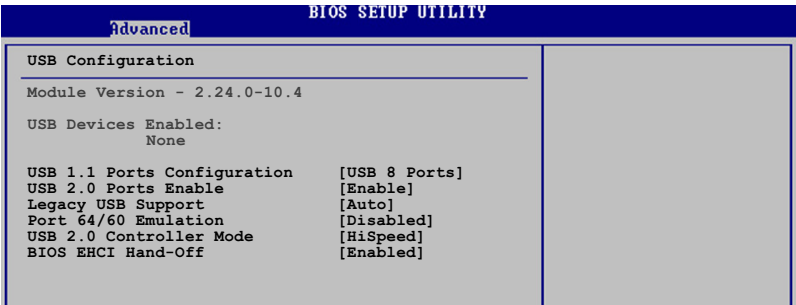 BIOS SETUP UTILITY
Advanced
USB Configuration
Module Version - 2.24.0-10.4
USB Devices Enabled:
None
USB 1.1 Ports Configuration [USB 8 Ports]
USB 2.0 Ports Enable [Enable]
Legacy USB Support [Auto]
Port 64/60 Emulation [Disabled]
USB 2.0 Controller Mode [HiSpeed]
BIOS EHCI Hand-Off [Enabled]